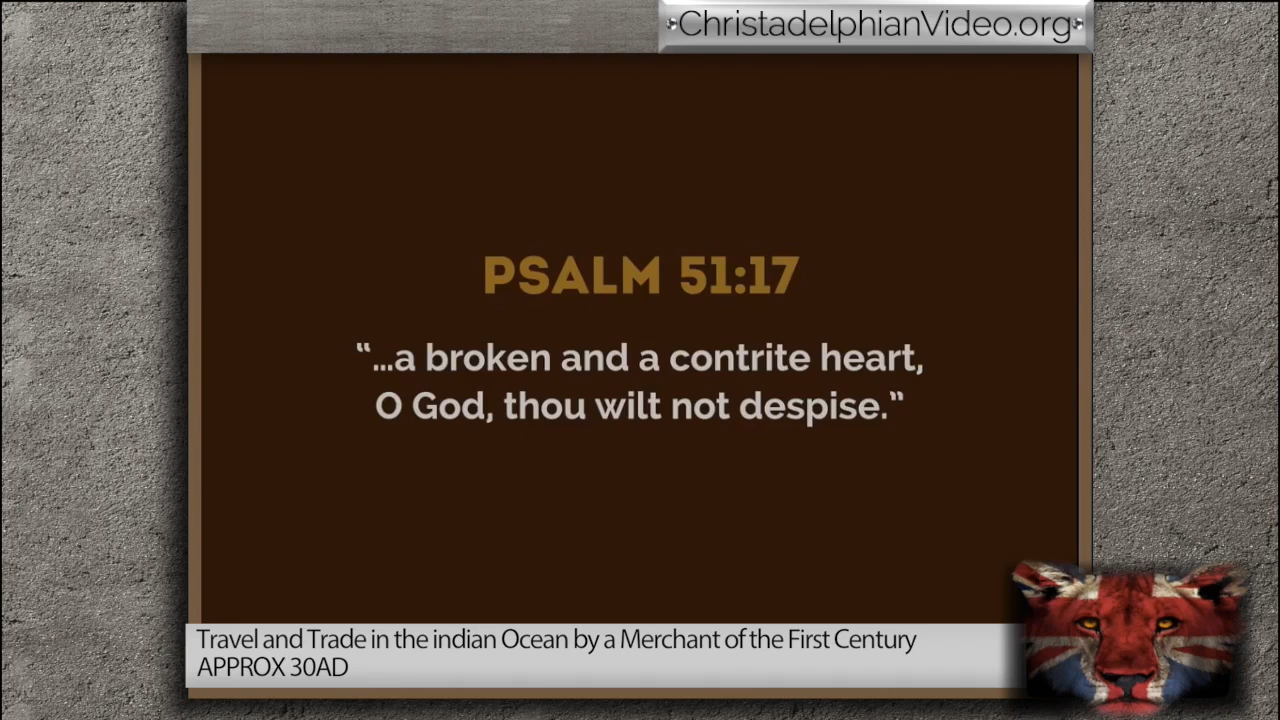 ChristadelphianVideo.org
PSALM 51:17
“...a broken and a contrite heart,
O God, thou wilt not despise.”
Travel and Trade in the indian Ocean by a Merchant of the First Century
APPROX 30AD